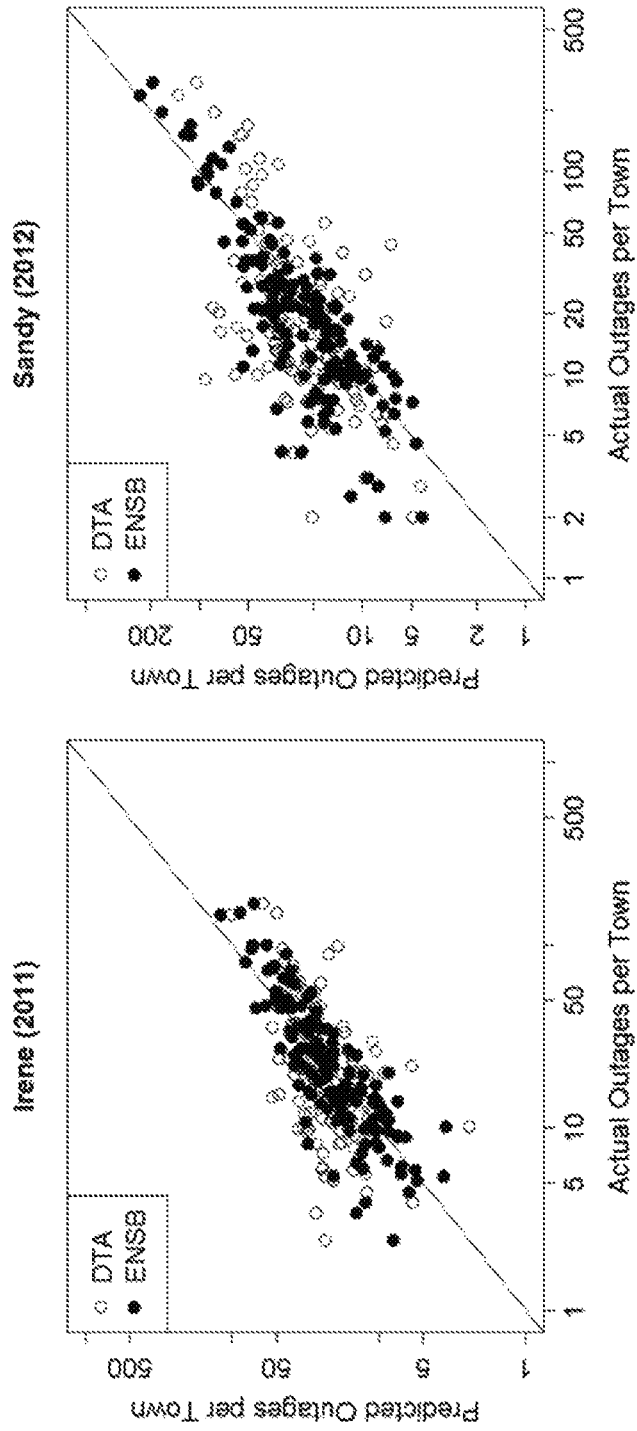 Irene (2011)
DTA
ENSB
Predicted Outages per Town
500
50
5
1
1 5 10 50 500
Actual Outages per Town
Sandy (2012)
DTA
ENSB
Predicted Outages per Town
200
50
10
5
2
1
1 2 5 10 20 50 100 500
Actual Outages per Town